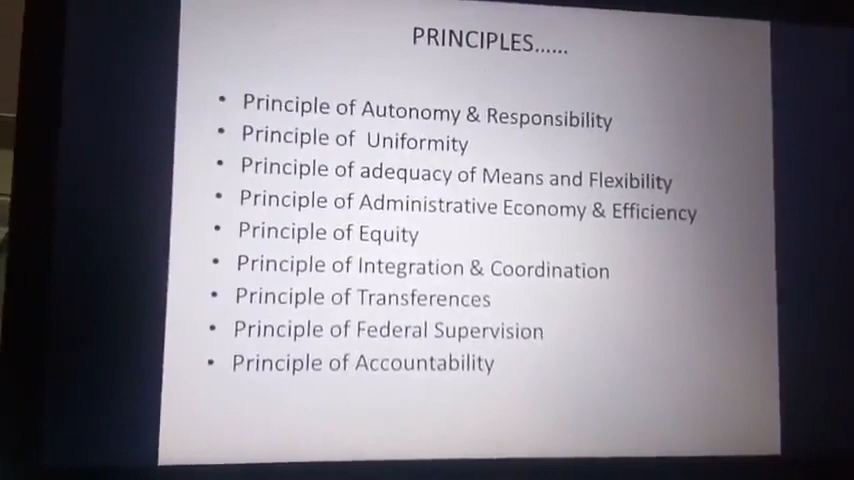 PRINCIPLES......
• Principle of Autonomy & Responsibility
• Principle of Uniformity
• Principle of adequacy of Means and Flexibility
• Principle of Administrative Economy & Efficiency
• Principle of Equity
• Principle of Integration & Coordination
• Principle of Transferences
• Principle of Federal Supervision
• Principle of Accountability